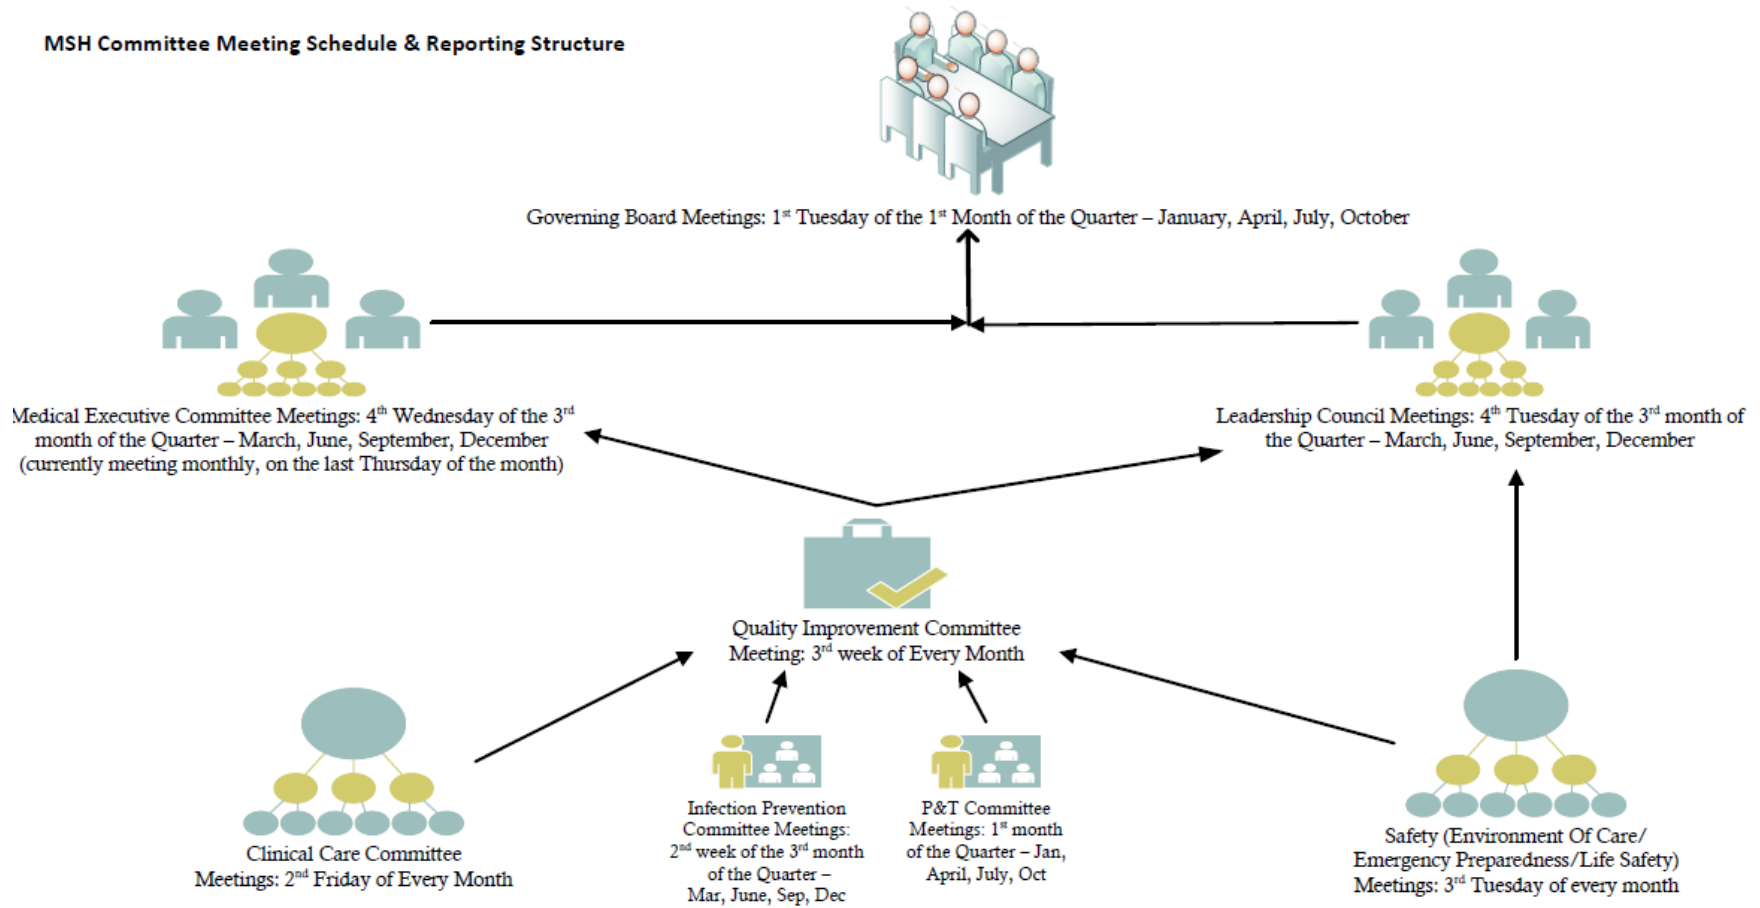 MSH Committee Meeting Schedule & Reporting Structure
Governing Board Meetings: 1st Tuesday of the 1st Month of the Quarter – January, April, July, October
Medical Executive Committee Meetings: 4th Wednesday of the 3rd
month of the Quarter – March, June, September, December
(currently meeting monthly, on the last Thursday of the month)
Leadership Council Meetings: 4th Tuesday of the 3rd month of
the Quarter – March, June, September, December
Quality Improvement Committee
Meeting: 3rd week of Every Month
Clinical Care Committee
Meetings: 2nd Friday of Every Month
Infection Prevention
Committee Meetings:
2nd week of the 3rd month
of the Quarter –
Mar, June, Sep, Dec
P&T Committee
Meetings: 1st month
of the Quarter – Jan,
April, July, Oct
Safety (Environment Of Care/
Emergency Preparedness/Life Safety)
Meetings: 3rd Tuesday of every month